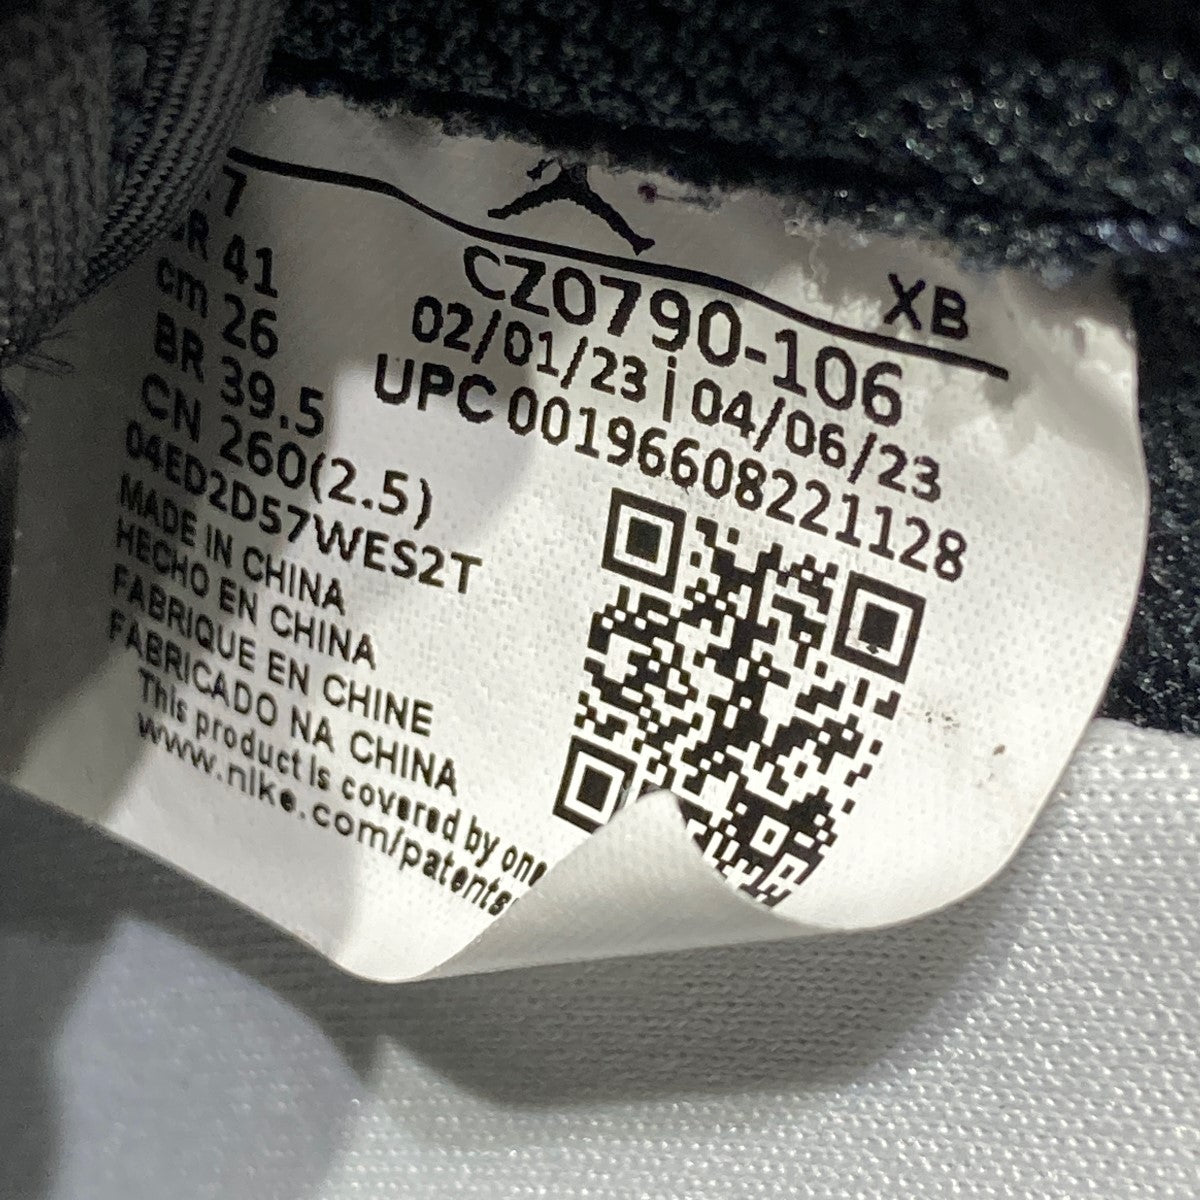 7
41
cm 26
BR 39.5
CN 260(2.5)
04ED2D57WES2T
MADE IN CHINA
HECHO EN CHINA
FABRIQUE EN CHINE
FABRICADO NA CHINA
This product is covered by one
www.nike.com/patents
XB
CZ0790-106
02/01/23 | 04/06/23
UPC 00196608221128